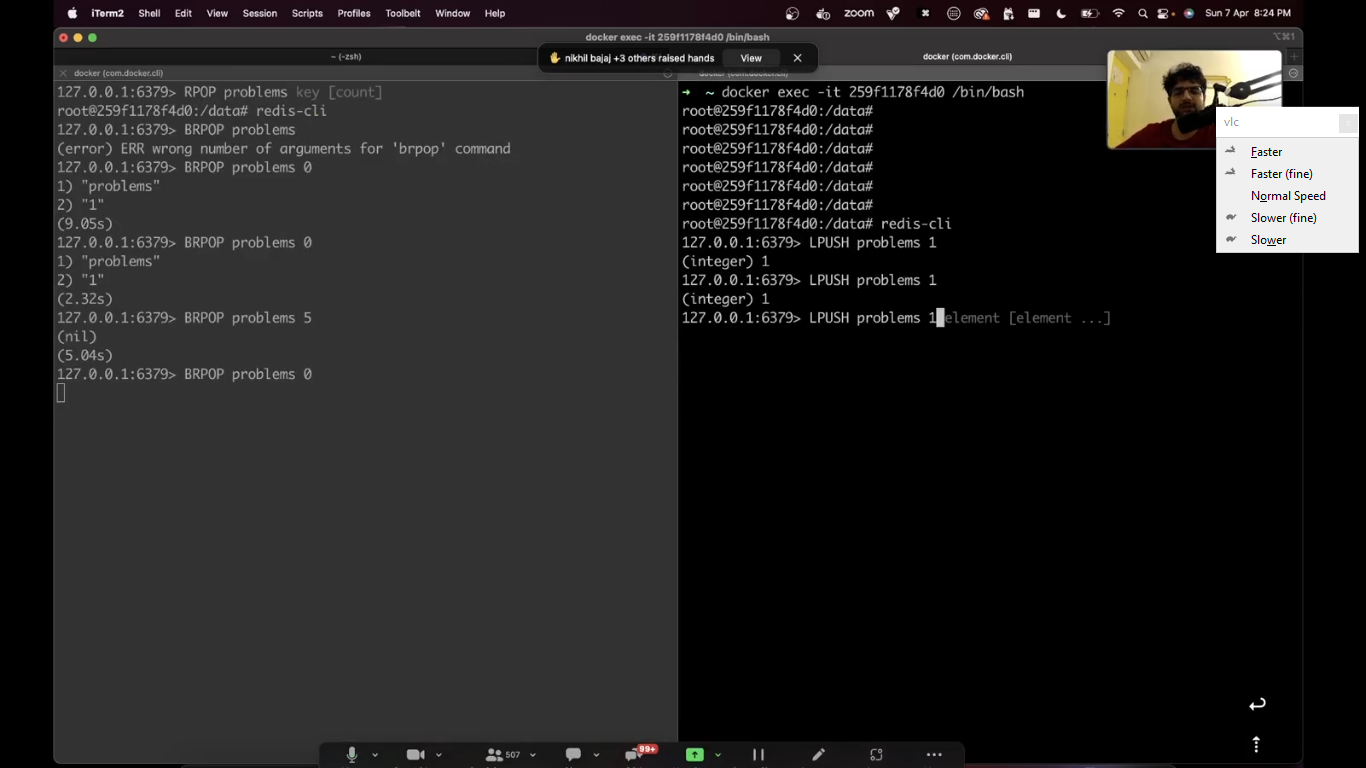 iTerm2 Shell Edit View Session Scripts Profiles Toolbelt Window Help zoom Sun 7 Apr 8:24 PM
docker exec -it 259f1178f4d0 /bin/bash ⌥⌘1
~ (-zsh) docker (com.docker.cli)
✋ nikhil bajaj +3 others raised hands View
docker (com.docker.cli)
docker (com.docker.cli)
127.0.0.1:6379> RPOP problems key [count]
root@259f1178f4d0:/data# redis-cli
127.0.0.1:6379> BRPOP problems
(error) ERR wrong number of arguments for 'brpop' command
127.0.0.1:6379> BRPOP problems 0
1) "problems"
2) "1"
(9.05s)
127.0.0.1:6379> BRPOP problems 0
1) "problems"
2) "1"
(2.32s)
127.0.0.1:6379> BRPOP problems 5
(nil)
(5.04s)
127.0.0.1:6379> BRPOP problems 0
➜ ~ docker exec -it 259f1178f4d0 /bin/bash
root@259f1178f4d0:/data#
root@259f1178f4d0:/data#
root@259f1178f4d0:/data#
root@259f1178f4d0:/data#
root@259f1178f4d0:/data#
root@259f1178f4d0:/data#
root@259f1178f4d0:/data# redis-cli
127.0.0.1:6379> LPUSH problems 1
(integer) 1
127.0.0.1:6379> LPUSH problems 1
(integer) 1
127.0.0.1:6379> LPUSH problems 1 element [element ...]
vlc
Faster
Faster (fine)
Normal Speed
Slower (fine)
Slower
507 99+